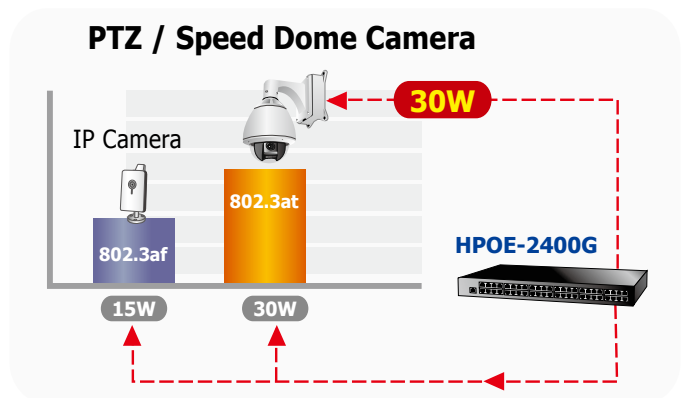 PTZ / Speed Dome Camera
30W
IP Camera
802.3at
802.3af
HPOE-2400G
15W
30W